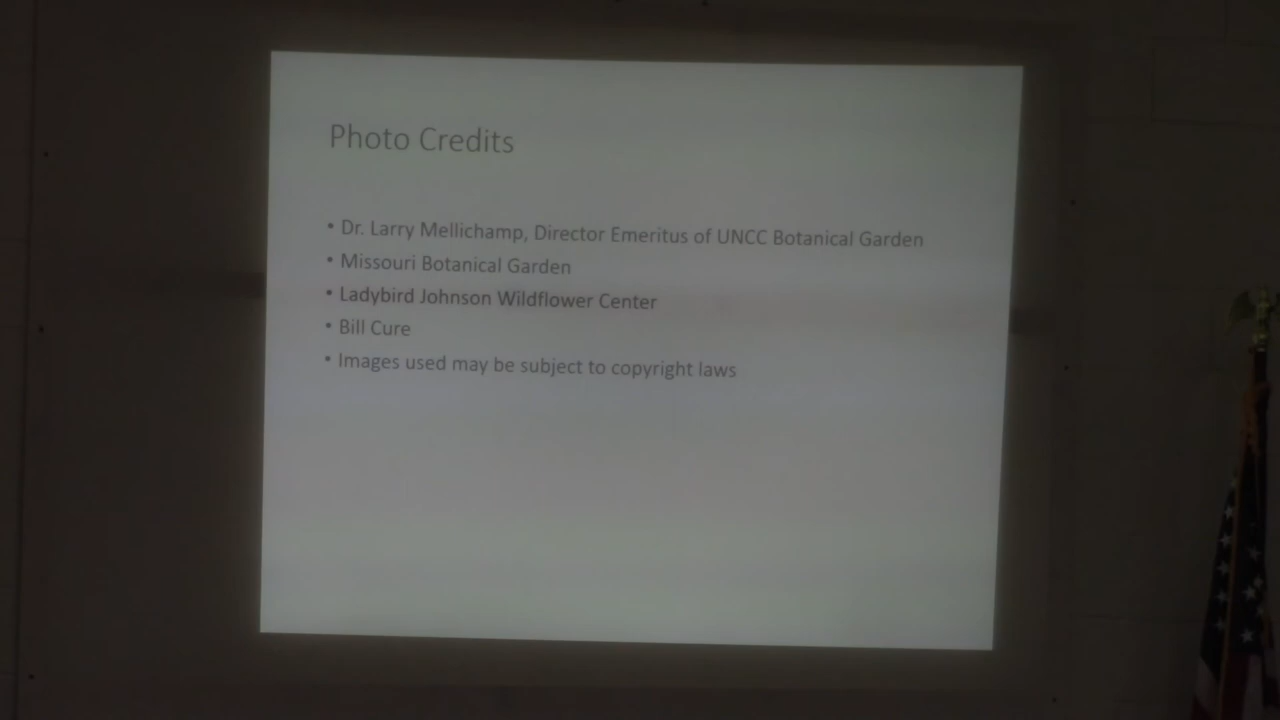 Photo Credits
• Dr. Larry Mellichamp, Director Emeritus of UNCC Botanical Garden
• Missouri Botanical Garden
• Ladybird Johnson Wildflower Center
• Bill Cure
• Images used may be subject to copyright laws